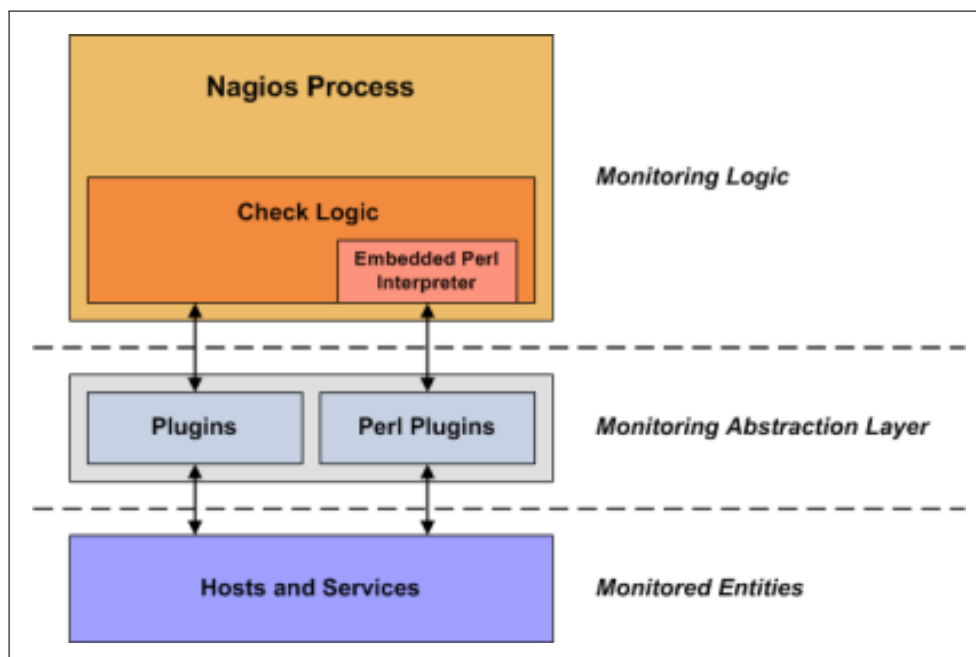 Nagios Process
Monitoring Logic
Check Logic
Embedded Perl
Interpreter
Plugins
Perl Plugins
Monitoring Abstraction Layer
Hosts and Services
Monitored Entities